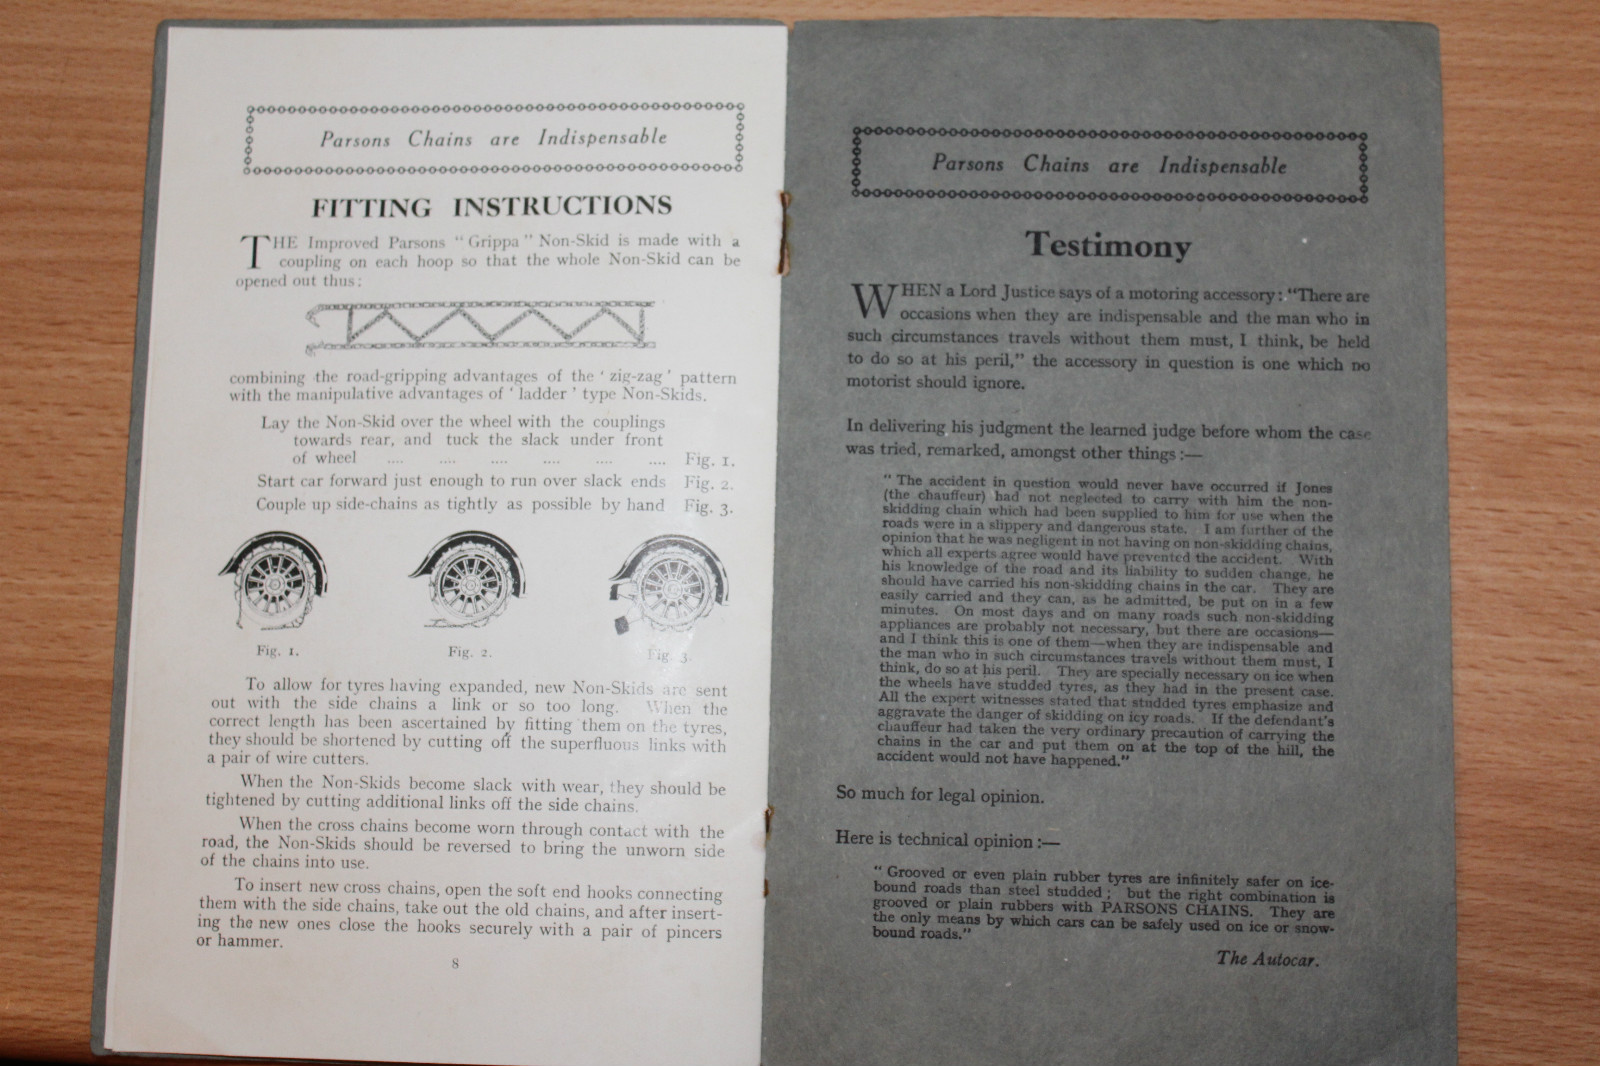 Parsons Chains are Indispensable
FITTING INSTRUCTIONS
THE Improved Parsons "Grippa" Non-Skid is made with a
coupling on each hoop so that the whole Non-Skid can be
opened out thus:
combining the road-gripping advantages of the 'zig-zag' pattern
with the manipulative advantages of 'ladder' type Non-Skids.
Lay the Non-Skid over the wheel with the couplings
towards rear, and tuck the slack under front
of wheel .... .... .... .... .... .... Fig. 1.
Start car forward just enough to run over slack ends Fig. 2.
Couple up side-chains as tightly as possible by hand Fig. 3.
Fig. 1. Fig. 2. Fig. 3.
To allow for tyres having expanded, new Non-Skids are sent
out with the side chains a link or so too long. When the
correct length has been ascertained by fitting them on the tyres,
they should be shortened by cutting off the superfluous links with
a pair of wire cutters.
When the Non-Skids become slack with wear, they should be
tightened by cutting additional links off the side chains.
When the cross chains become worn through contact with the
road, the Non-Skids should be reversed to bring the unworn side
of the chains into use.
To insert new cross chains, open the soft end hooks connecting
them with the side chains, take out the old chains, and after insert-
ing the new ones close the hooks securely with a pair of pincers
or hammer.
8
Parsons Chains are Indispensable
Testimony
WHEN a Lord Justice says of a motoring accessory: "There are
occasions when they are indispensable and the man who in
such circumstances travels without them must, I think, be held
to do so at his peril," the accessory in question is one which no
motorist should ignore.
In delivering his judgment the learned judge before whom the case
was tried, remarked, amongst other things :—
"The accident in question would never have occurred if Jones
(the chauffeur) had not neglected to carry with him the non-
skidding chain which had been supplied to him for use when the
roads were in a slippery and dangerous state. I am further of the
opinion that he was negligent in not having on non-skidding chains,
which all experts agree would have prevented the accident. With
his knowledge of the road and its liability to sudden change, he
should have carried his non-skidding chains in the car. They are
easily carried and they can, as he admitted, be put on in a few
minutes. On most days and on many roads such non-skidding
appliances are probably not necessary, but there are occasions—
and I think this is one of them—when they are indispensable and
the man who in such circumstances travels without them must, I
think, do so at his peril. They are specially necessary on ice when
the wheels have studded tyres, as they had in the present case.
All the expert witnesses stated that studded tyres emphasize and
aggravate the danger of skidding on icy roads. If the defendant's
chauffeur had taken the very ordinary precaution of carrying the
chains in the car and put them on at the top of the hill, the
accident would not have happened."
So much for legal opinion.
Here is technical opinion :—
"Grooved or even plain rubber tyres are infinitely safer on ice-
bound roads than steel studded ; but the right combination is
grooved or plain rubbers with PARSONS CHAINS. They are
the only means by which cars can be safely used on ice or snow-
bound roads."
The Autocar.